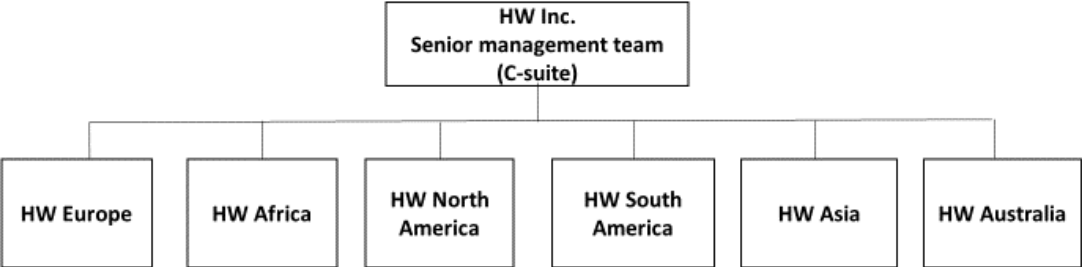 HW Inc.
Senior management team
(C-suite)
HW Europe
HW Africa
HW North
America
HW South
America
HW Asia
HW Australia